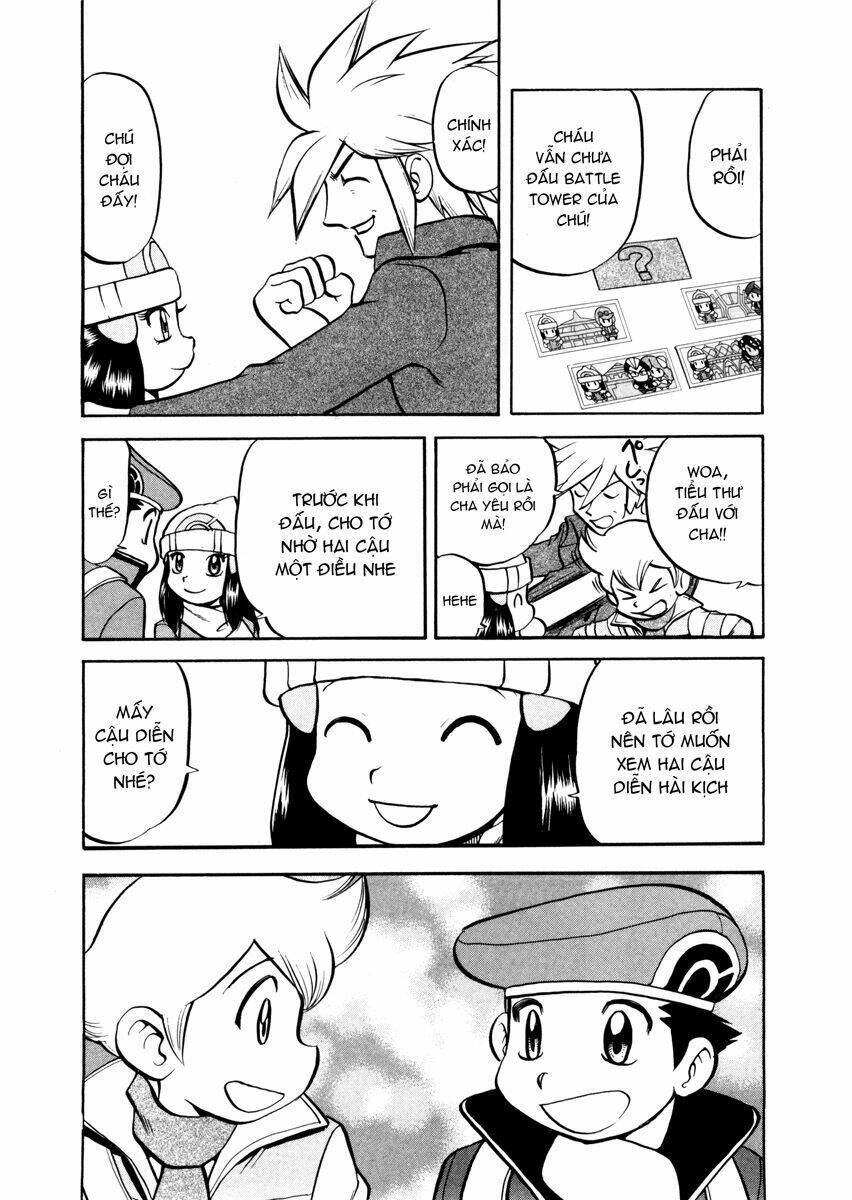 PHẢI
RỒI!
CHÁU
VẪN CHƯA
ĐẤU BATTLE
TOWER CỦA
CHÚ!
?
CHÍNH
XÁC!
CHÚ
ĐỢI
CHÁU
ĐẤY!
WOA,
TIỂU THƯ
ĐẤU VỚI
CHA!!
ペしっ
ĐÃ BẢO
PHẢI GỌI LÀ
CHA YÊU RỒI
MÀ!
HEHE
TRƯỚC KHI
ĐẤU, CHO TỚ
NHỜ HAI CẬU
MỘT ĐIỀU NHE
GÌ
THẾ?
ĐÃ LÂU RỒI
NÊN TỚ MUỐN
XEM HAI CẬU
DIỄN HÀI KỊCH
MẤY
CẬU DIỄN
CHO TỚ
NHÉ?